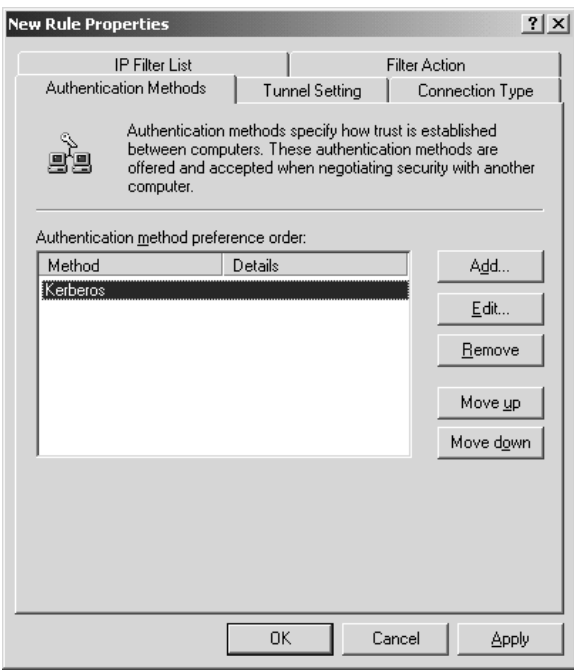 New Rule Properties
IP Filter List Filter Action
Authentication Methods Tunnel Setting Connection Type
Authentication methods specify how trust is established
between computers. These authentication methods are
offered and accepted when negotiating security with another
computer.
Authentication method preference order:
Method Details
Kerberos
Add...
Edit...
Remove
Move up
Move down
OK Cancel Apply